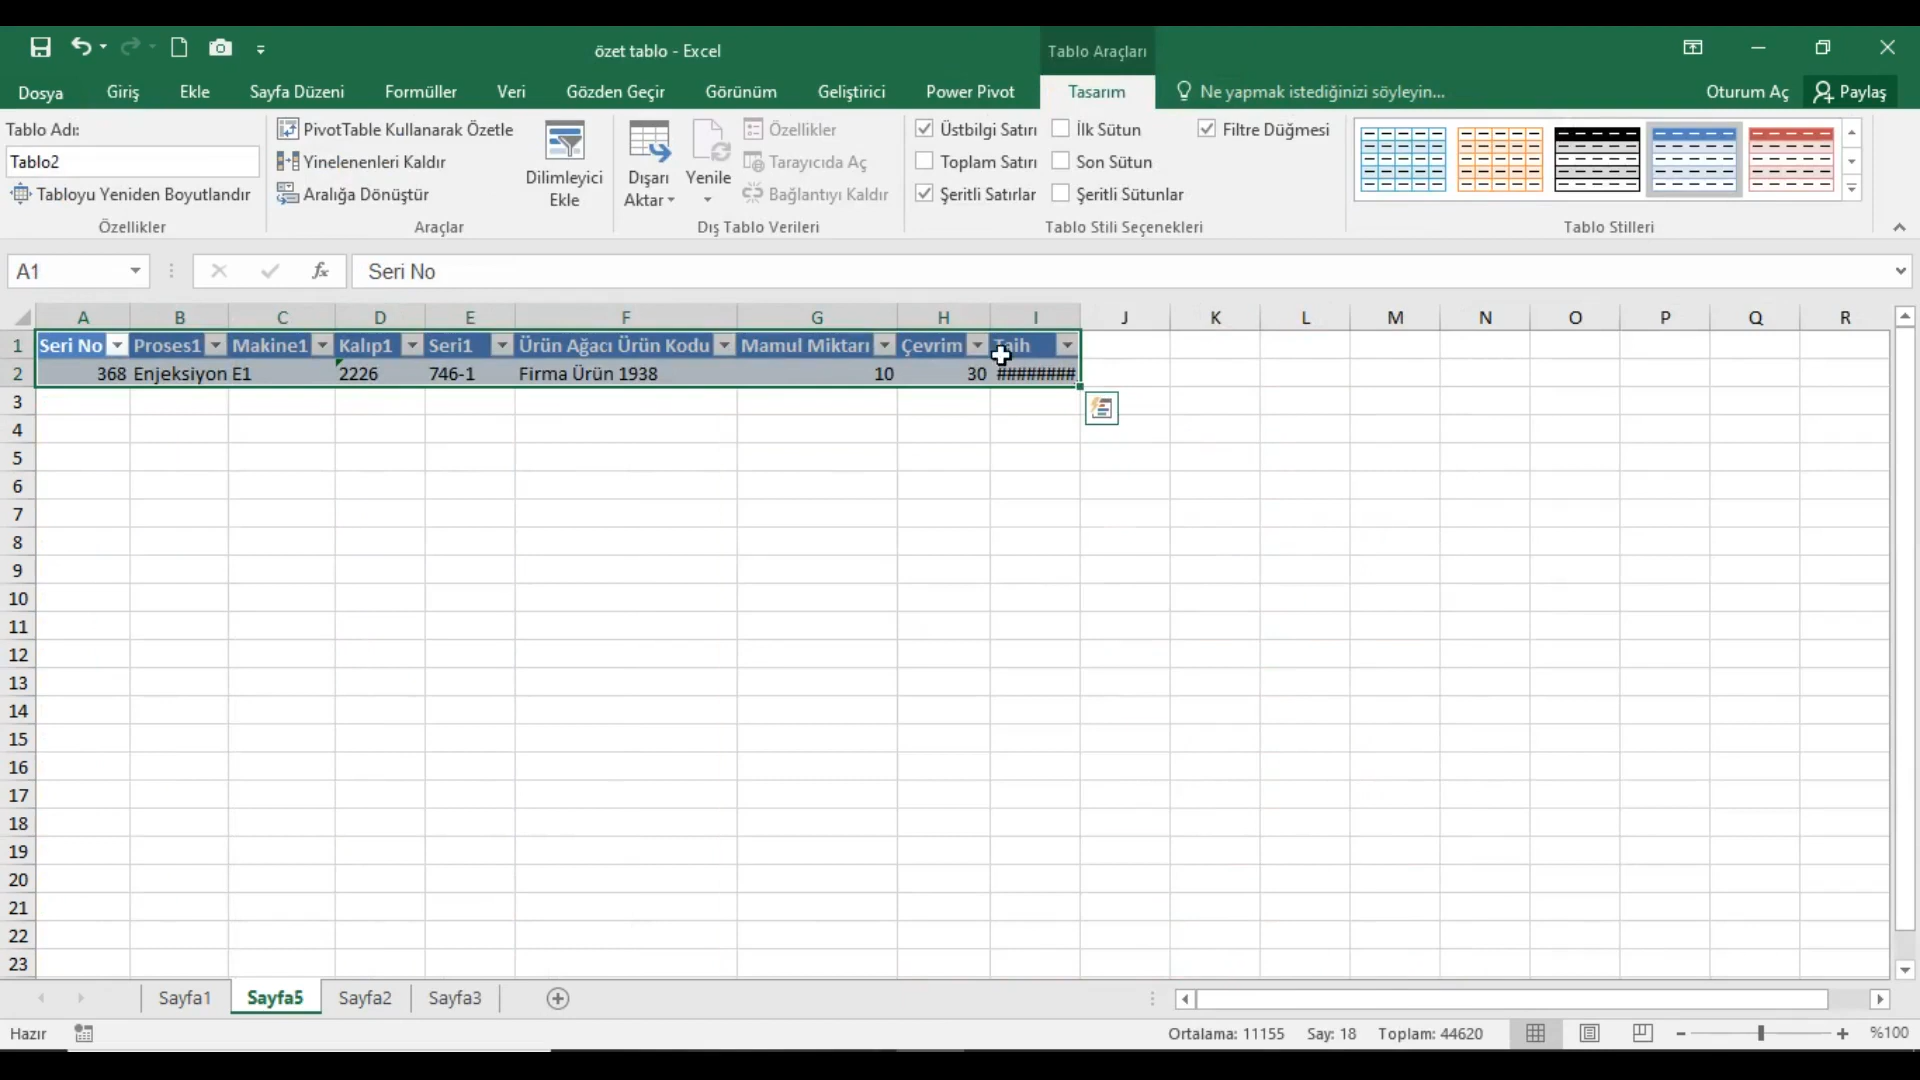 özet tablo - Excel
Tablo Araçları
Dosya Giriş Ekle Sayfa Düzeni Formüller Veri Gözden Geçir Görünüm Geliştirici Power Pivot Tasarım Ne yapmak istediğinizi söyleyin... Oturum Aç Paylaş
Tablo Adı:
Tablo2
Tabloyu Yeniden Boyutlandır
Özellikler
PivotTable Kullanarak Özetle
Yinelenenleri Kaldır
Aralığa Dönüştür
Dilimleyici
Ekle
Araçlar
Dışarı
Aktar
Yenile
Özellikler
Tarayıcıda Aç
Bağlantıyı Kaldır
Dış Tablo Verileri
Üstbilgi Satırı
Toplam Satırı
Şeritli Satırlar
İlk Sütun
Son Sütun
Şeritli Sütunlar
Filtre Düğmesi
Tablo Stili Seçenekleri
Tablo Stilleri
A1 fx Seri No
A B C D E F G H I J K L M N O P Q R
1 Seri No Proses1 Makine1 Kalıp1 Seri1 Ürün Ağacı Ürün Kodu Mamul Miktarı Çevrim Taih
2 368 Enjeksiyon E1 2226 746-1 Firma Ürün 1938 10 30 ########
3
4
5
6
7
8
9
10
11
12
13
14
15
16
17
18
19
20
21
22
23
Sayfa1 Sayfa5 Sayfa2 Sayfa3
Hazır Ortalama: 11155 Say: 18 Toplam: 44620 %100